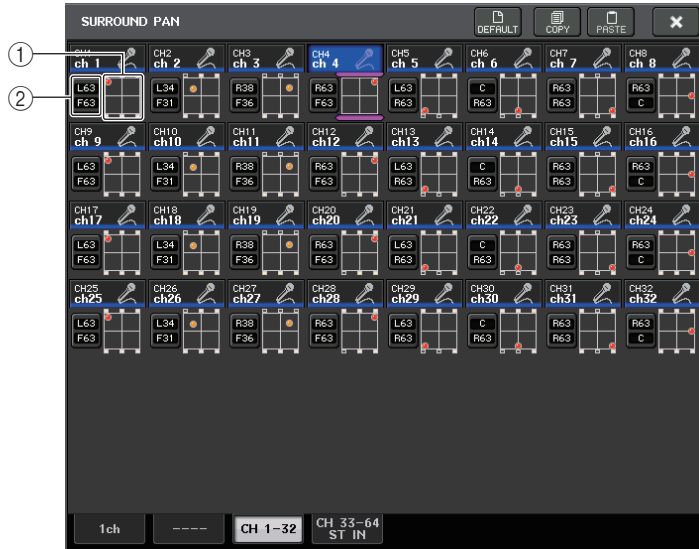 SURROUND PAN
DEFAULT COPY PASTE
①
②
CH1 CH2 CH3 CH4 CH5 CH6 CH7 CH8
ch 1 ch 2 ch 3 ch 4 ch 5 ch 6 ch 7 ch 8
L63 L34 R38 R63 L63 C R63 R63
F63 F31 F36 F63 R63 R63 R63 C
CH9 CH10 CH11 CH12 CH13 CH14 CH15 CH16
ch 9 ch10 ch11 ch12 ch13 ch14 ch15 ch16
L63 L34 R38 R63 L63 C R63 R63
F63 F31 F36 F63 R63 R63 R63 C
CH17 CH18 CH19 CH20 CH21 CH22 CH23 CH24
ch17 ch18 ch19 ch20 ch21 ch22 ch23 ch24
L63 L34 R38 R63 L63 C R63 R63
F63 F31 F36 F63 R63 R63 R63 C
CH25 CH26 CH27 CH28 CH29 CH30 CH31 CH32
ch25 ch26 ch27 ch28 ch29 ch30 ch31 ch32
L63 L34 R38 R63 L63 C R63 R63
F63 F31 F36 F63 R63 R63 R63 C
1ch ---- CH 1-32 CH 33-64
ST IN